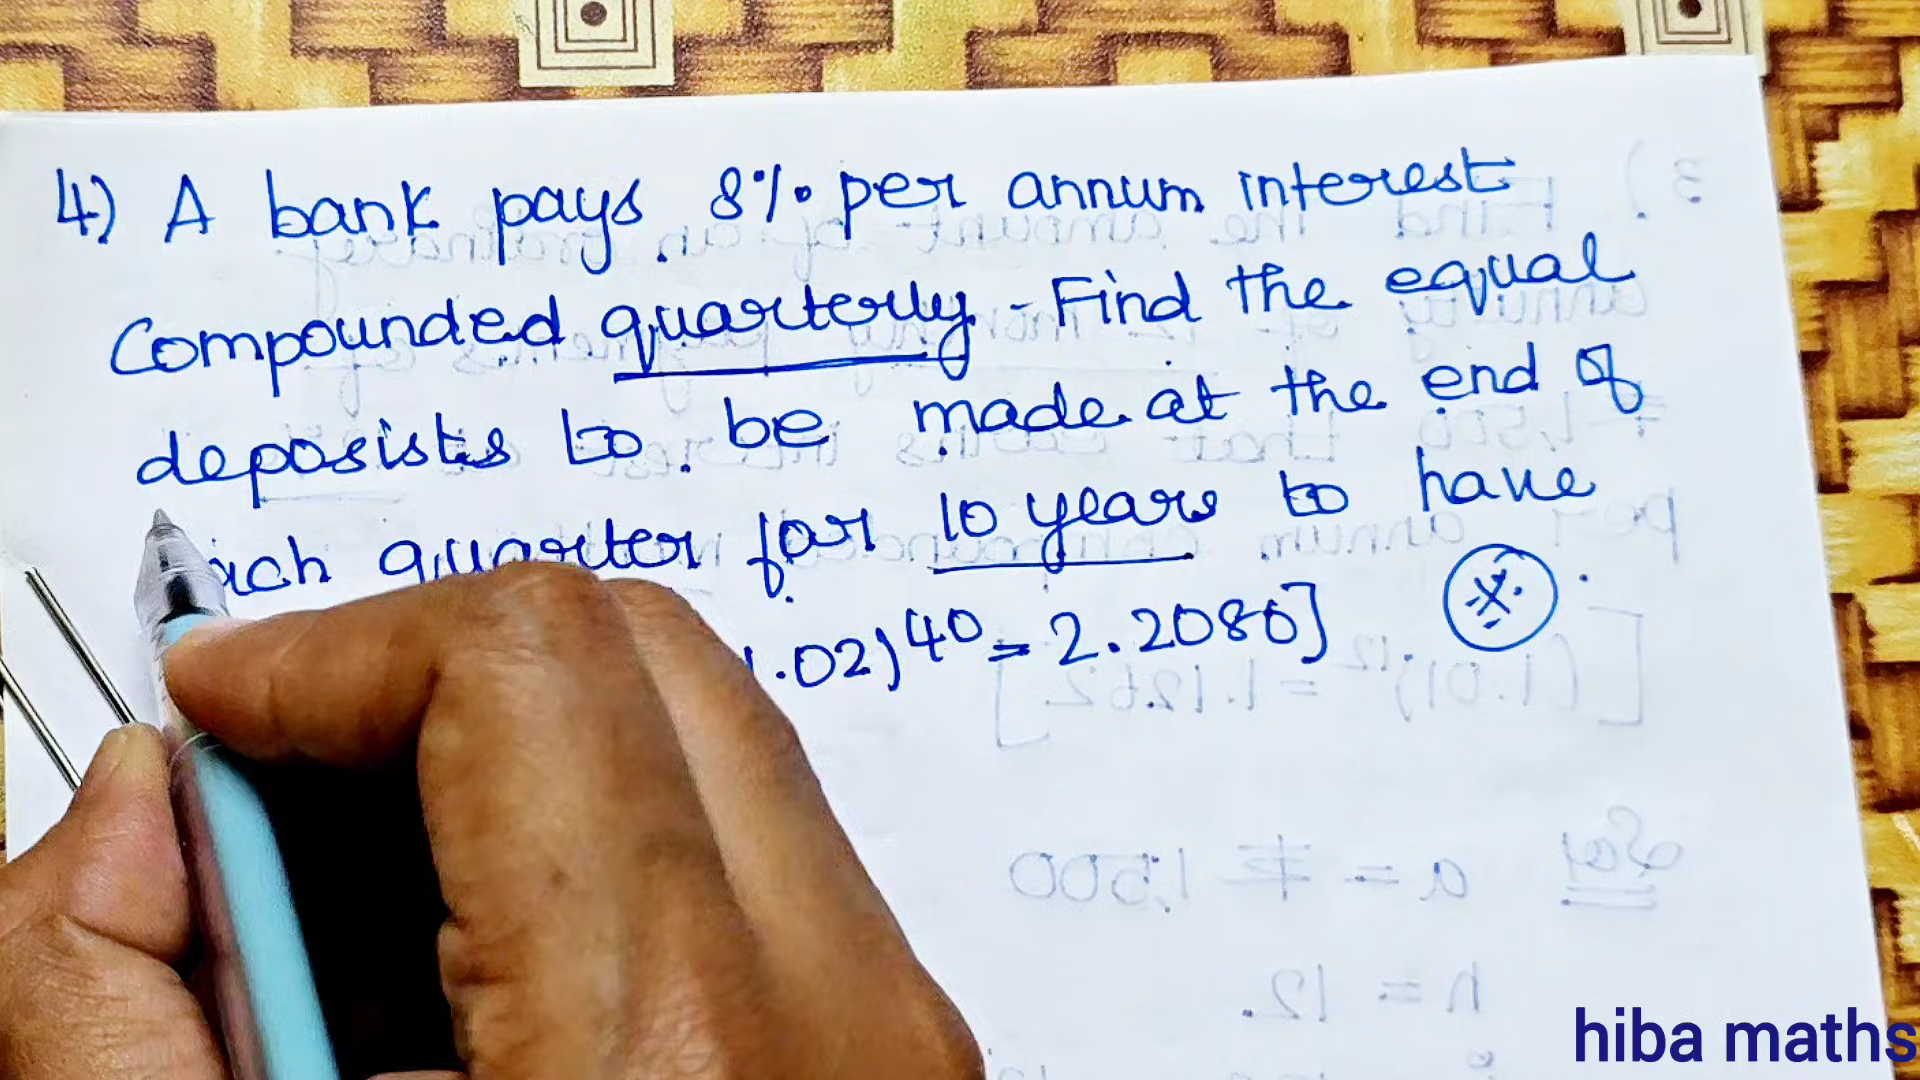 4) A bank pays 8% per annum interest
Compounded quarterly - Find the equal
deposists to be made at the end of
ach quarter for 10 years to have
.02)40 = 2.2080]
hiba maths